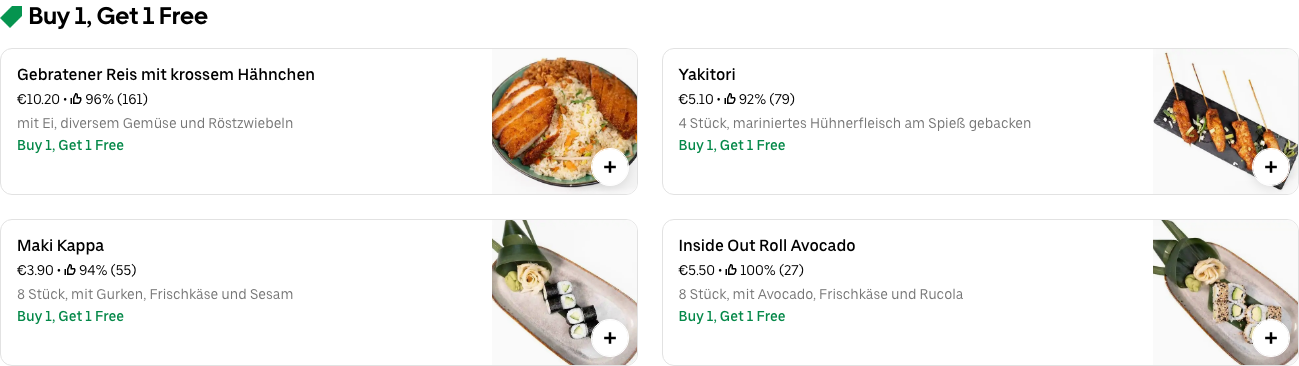 Buy 1, Get 1 Free
Gebratener Reis mit krossem Hähnchen
€10.20 • 96% (161)
mit Ei, diversem Gemüse und Röstzwiebeln
Buy 1, Get 1 Free
Yakitori
€5.10 • 92% (79)
4 Stück, mariniertes Hühnerfleisch am Spieß gebacken
Buy 1, Get 1 Free
Maki Kappa
€3.90 • 94% (55)
8 Stück, mit Gurken, Frischkäse und Sesam
Buy 1, Get 1 Free
Inside Out Roll Avocado
€5.50 • 100% (27)
8 Stück, mit Avocado, Frischkäse und Rucola
Buy 1, Get 1 Free